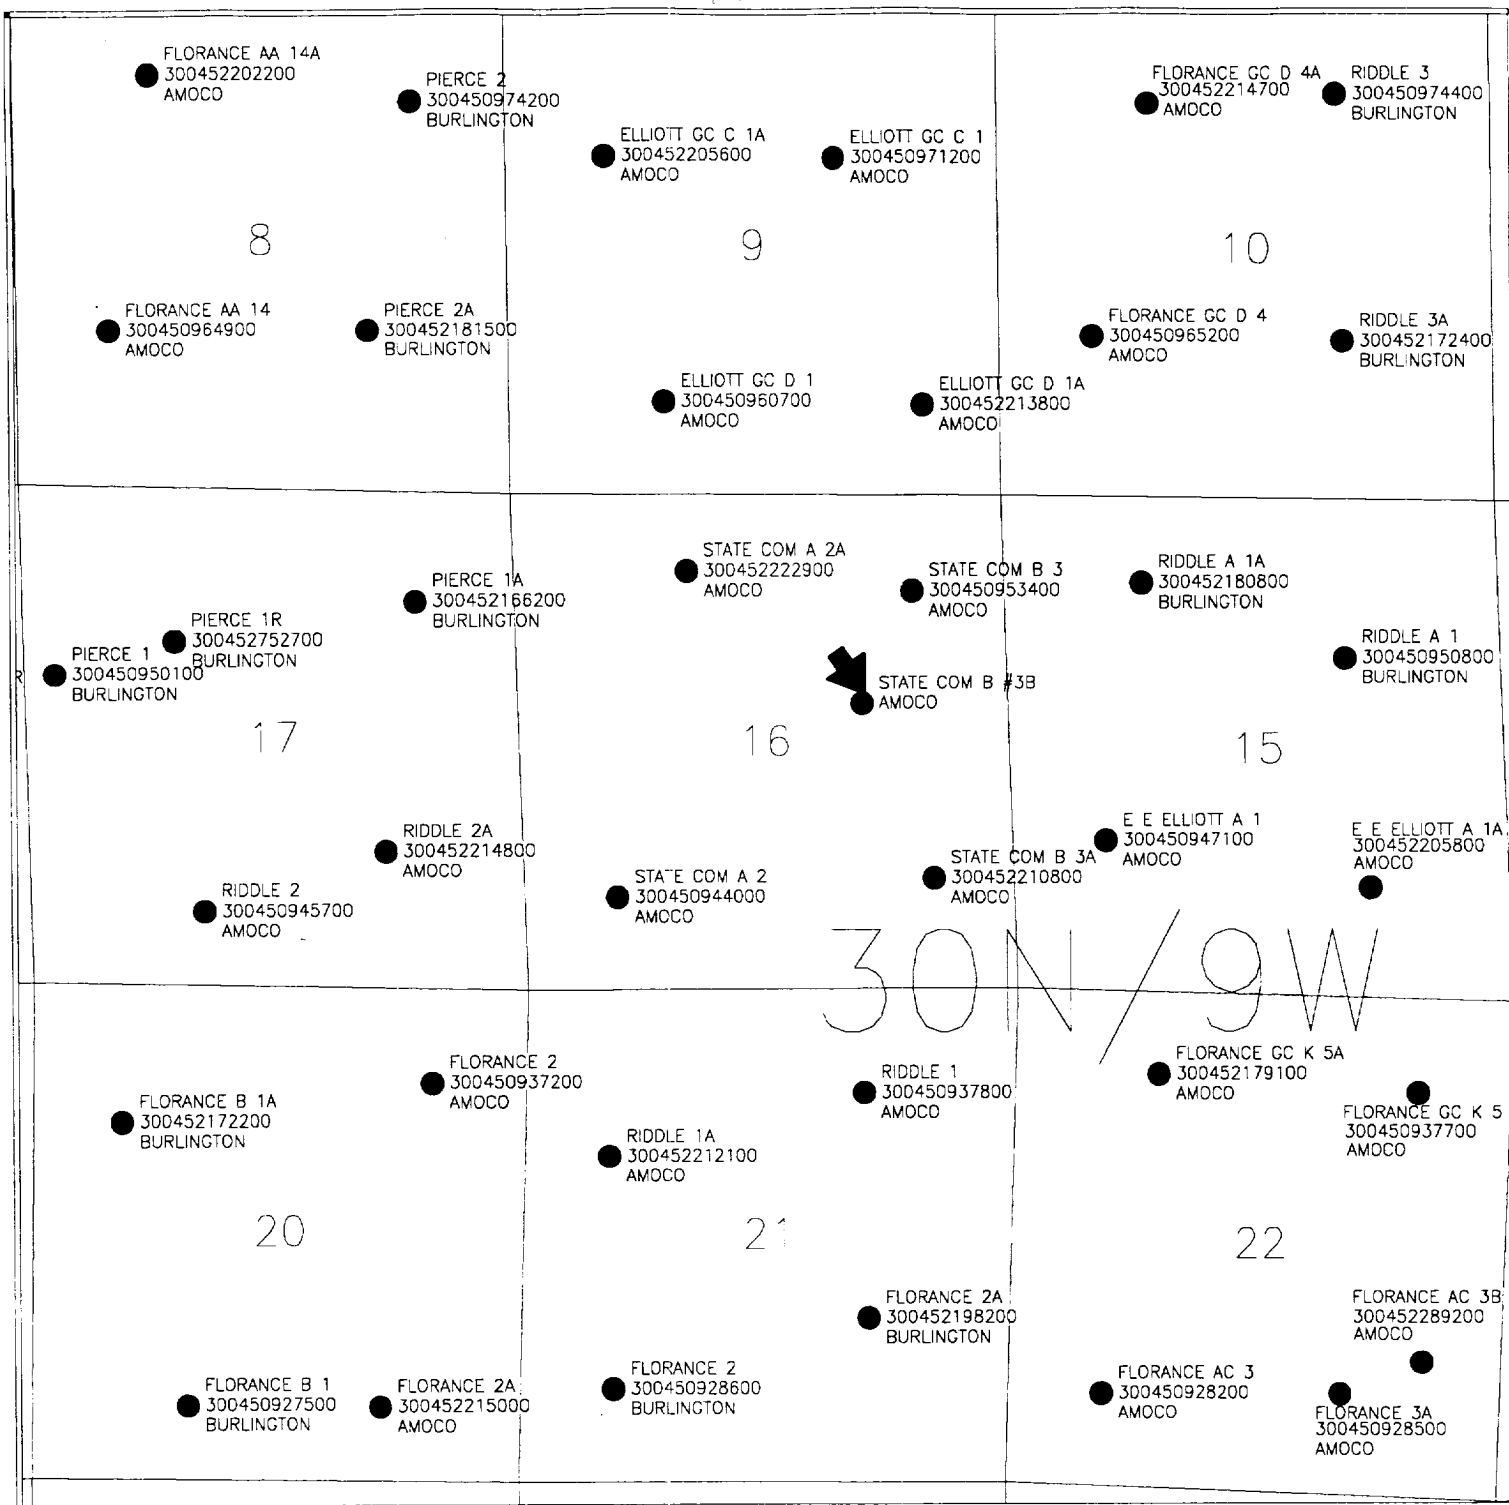 FLORANCE AA 14A
300452202200
AMOCO
PIERCE 2
300450974200
BURLINGTON
ELLIOTT GC C 1A
300452205600
AMOCO
ELLIOTT GC C 1
300450971200
AMOCO
FLORANCE GC D 4A
300452214700
AMOCO
RIDDLE 3
300450974400
BURLINGTON
8
9
10
FLORANCE AA 14
300450964900
AMOCO
PIERCE 2A
300452181500
BURLINGTON
ELLIOTT GC D 1
300450960700
AMOCO
ELLIOTT GC D 1A
300452213800
AMOCO
FLORANCE GC D 4
300450965200
AMOCO
RIDDLE 3A
300452172400
BURLINGTON
PIERCE 1
300450950100
BURLINGTON
PIERCE 1R
300452752700
BURLINGTON
PIERCE 1A
300452166200
BURLINGTON
STATE COM A 2A
300452222900
AMOCO
STATE COM B 3
300450953400
AMOCO
RIDDLE A 1A
300452180800
BURLINGTON
RIDDLE A 1
300450950800
BURLINGTON
R
STATE COM B #3B
AMOCO
17
16
15
RIDDLE 2
300450945700
AMOCO
RIDDLE 2A
300452214800
AMOCO
STATE COM A 2
300450944000
AMOCO
STATE COM B 3A
300452210800
AMOCO
E E ELLIOTT A 1
300450947100
AMOCO
E E ELLIOTT A 1A
300452205800
AMOCO
30N/9W
FLORANCE B 1A
300452172200
BURLINGTON
FLORANCE 2
300450937200
AMOCO
RIDDLE 1A
300452212100
AMOCO
RIDDLE 1
300450937800
AMOCO
FLORANCE GC K 5A
300452179100
AMOCO
FLORANCE GC K 5
300450937700
AMOCO
20
21
22
FLORANCE B 1
300450927500
BURLINGTON
FLORANCE 2A
300452215000
AMOCO
FLORANCE 2
300450928600
BURLINGTON
FLORANCE 2A
300452198200
BURLINGTON
FLORANCE AC 3
300450928200
AMOCO
FLORANCE AC 3B
300452289200
AMOCO
FLORANCE 3A
300450928500
AMOCO